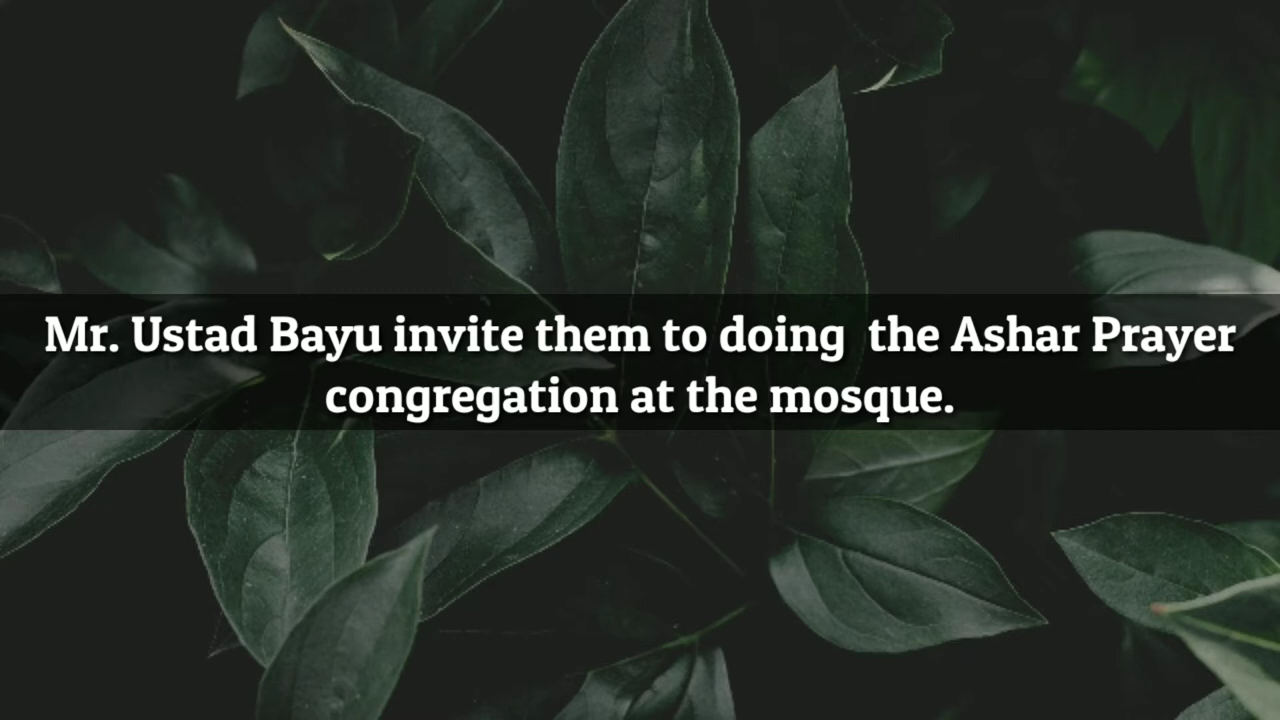 Mr. Ustad Bayu invite them to doing  the Ashar Prayer
congregation at the mosque.